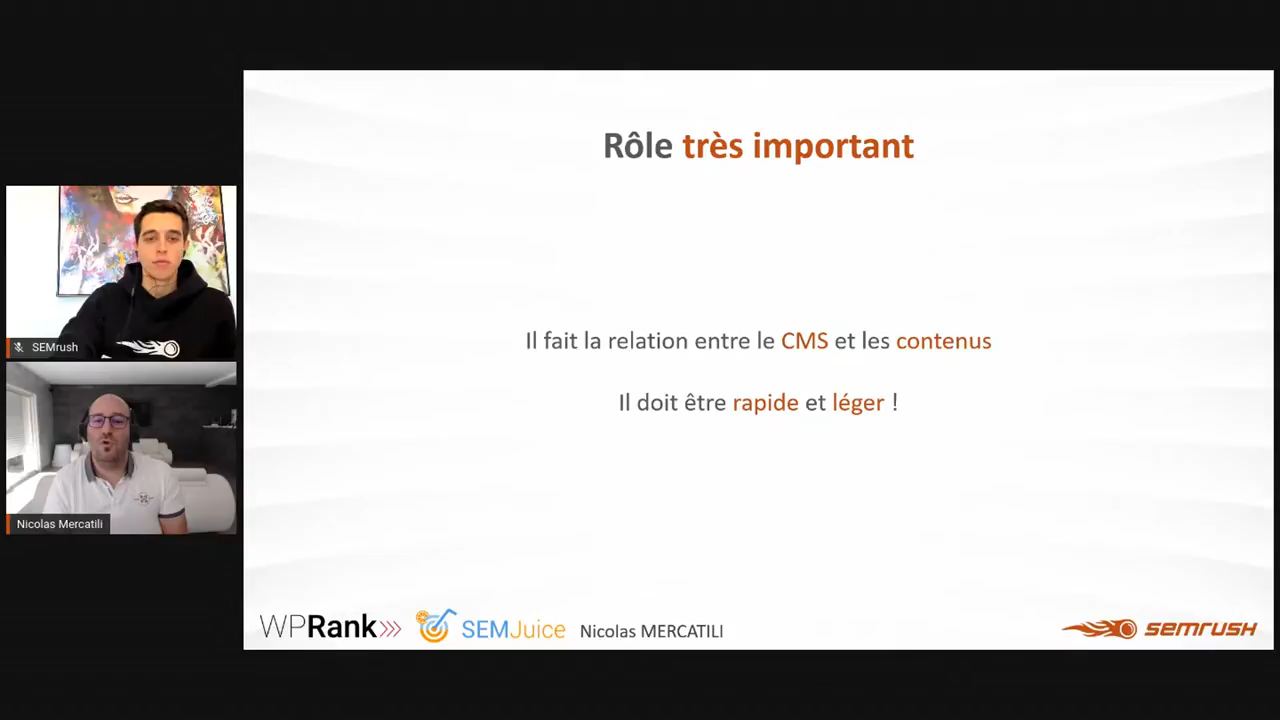 Rôle très important
SEMrush
Il fait la relation entre le CMS et les contenus
Il doit être rapide et léger !
Nicolas Mercatili
WPRank
SEMJuice
Nicolas MERCATILI
semrush